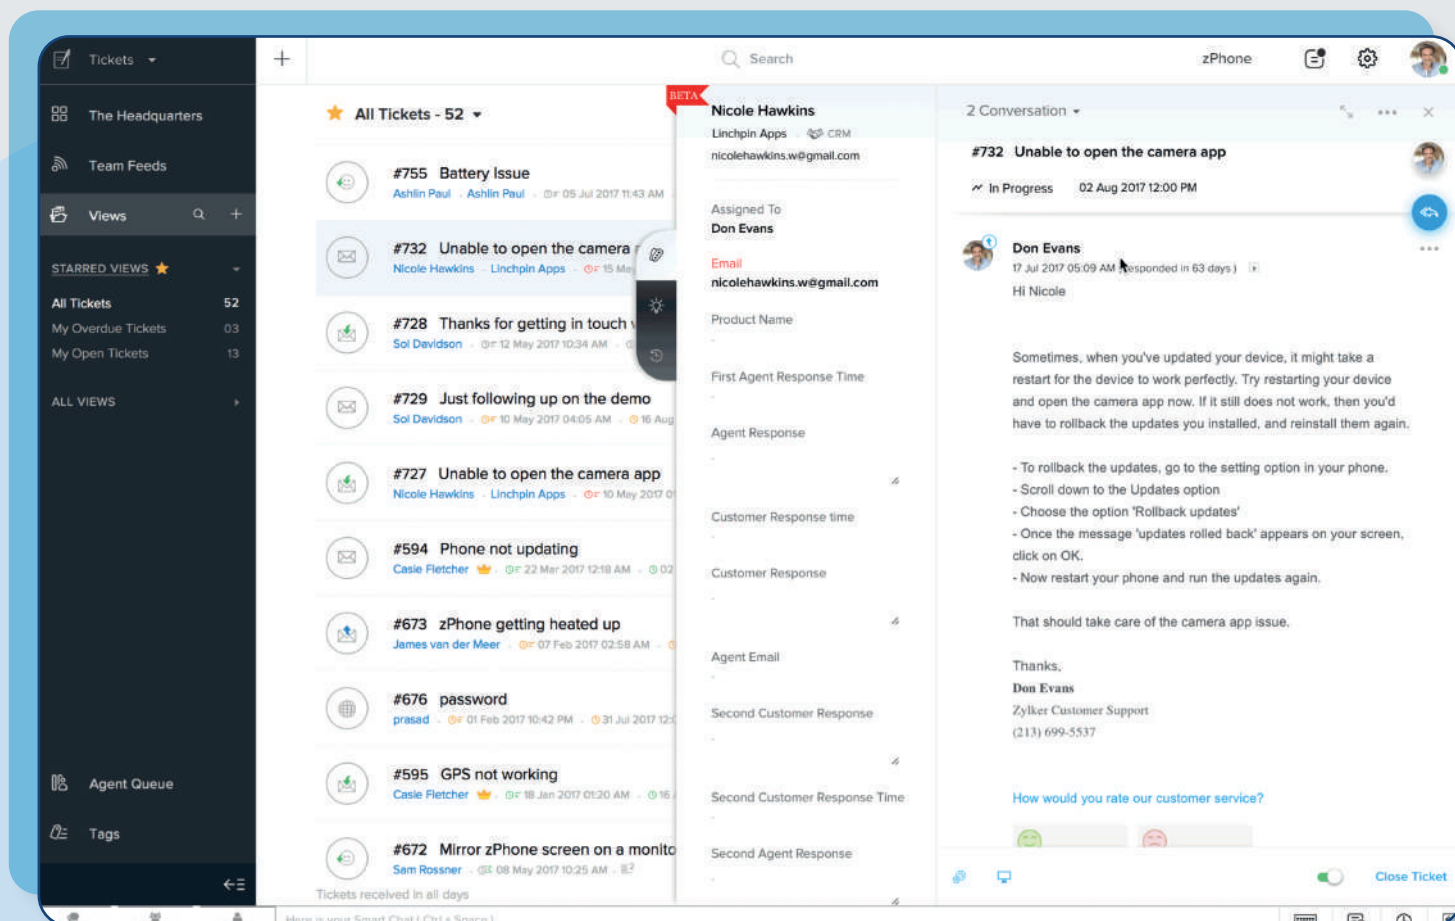 Tickets
Search
zPhone
The Headquarters
Team Feeds
Views
STARRED VIEWS
All Tickets 52
My Overdue Tickets 03
My Open Tickets 13
ALL VIEWS
Agent Queue
Tags
All Tickets - 52
#755 Battery Issue
Ashlin Paul Ashlin Paul 05 Jul 2017 11:43 AM
#732 Unable to open the camera
Nicole Hawkins Linchpin Apps 15 May
#728 Thanks for getting in touch
Sol Davidson 12 May 2017 10:34 AM
#729 Just following up on the demo
Sol Davidson 10 May 2017 04:05 AM 16 Aug
#727 Unable to open the camera app
Nicole Hawkins Linchpin Apps 10 May 2017
#594 Phone not updating
Casie Fletcher 22 Mar 2017 12:18 AM 02
#673 zPhone getting heated up
James van der Meer 07 Feb 2017 02:58 AM
#676 password
prasad 01 Feb 2017 10:42 PM 31 Jul 2017
#595 GPS not working
Casie Fletcher 18 Jan 2017 01:20 AM 16
#672 Mirror zPhone screen on a
Sam Rossner 08 May 2017 10:25 AM
Tickets received in all days
BETA
Nicole Hawkins
Linchpin Apps CRM
nicolehawkins.w@gmail.com
Assigned To
Don Evans
Email
nicolehawkins.w@gmail.com
Product Name
-
First Agent Response Time
-
Agent Response
-
Customer Response time
-
Customer Response
-
Agent Email
-
Second Customer Response
-
Second Customer Response Time
-
Second Agent Response
-
2 Conversation
#732 Unable to open the camera app
In Progress 02 Aug 2017 12:00 PM
Don Evans
17 Jul 2017 05:09 AM responded in 63 days )
Hi Nicole
Sometimes, when you've updated your device, it might take a
restart for the device to work perfectly. Try restarting your device
and open the camera app now. If it still does not work, then you'd
have to rollback the updates you installed, and reinstall them again.
- To rollback the updates, go to the setting option in your phone.
- Scroll down to the Updates option
- Choose the option 'Rollback updates'
- Once the message 'updates rolled back' appears on your screen,
click on OK.
- Now restart your phone and run the updates again.
That should take care of the camera app issue.
Thanks,
Don Evans
Zylker Customer Support
(213) 699-5537
How would you rate our customer service?
Close Ticket
Here is your Smart Chat ( Ctrl + Space )